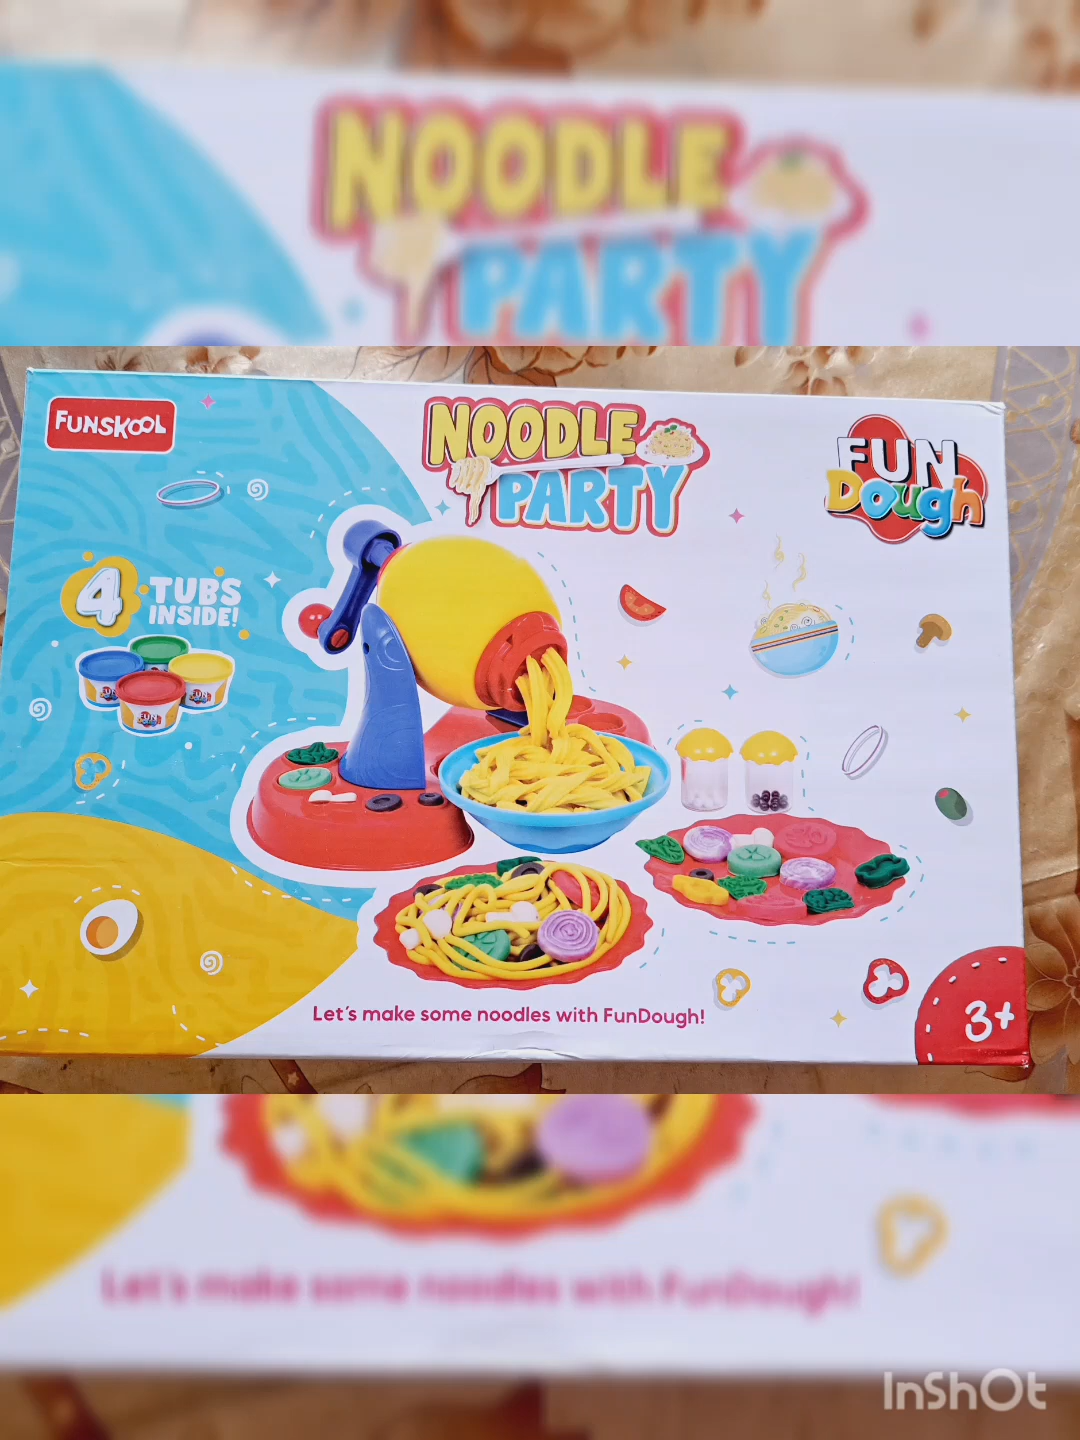 NOODLE
PARTY
FUNSKOOL
NOODLE
PARTY
FUN
Dough
4
TUBS
INSIDE!
FUN
Let's make some noodles with FunDough!
3+
Let's make some noodles with FunDough!
InShOt